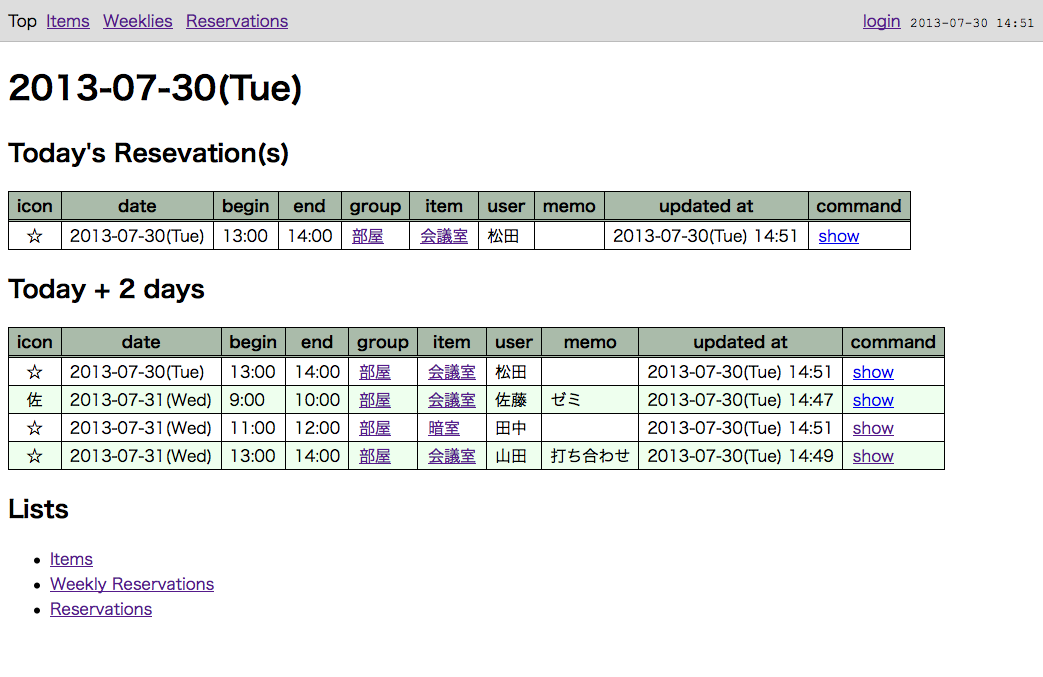 Top Items Weeklies Reservations login 2013-07-30 14:51
2013-07-30(Tue)
Today's Resevation(s)
icon date begin end group item user memo updated at command
☆ 2013-07-30(Tue) 13:00 14:00 部屋 会議室 松田 2013-07-30(Tue) 14:51 show
Today + 2 days
icon date begin end group item user memo updated at command
☆ 2013-07-30(Tue) 13:00 14:00 部屋 会議室 松田 2013-07-30(Tue) 14:51 show
佐 2013-07-31(Wed) 9:00 10:00 部屋 会議室 佐藤 ゼミ 2013-07-30(Tue) 14:47 show
☆ 2013-07-31(Wed) 11:00 12:00 部屋 暗室 田中 2013-07-30(Tue) 14:51 show
☆ 2013-07-31(Wed) 13:00 14:00 部屋 会議室 山田 打ち合わせ 2013-07-30(Tue) 14:49 show
Lists
• Items
• Weekly Reservations
• Reservations